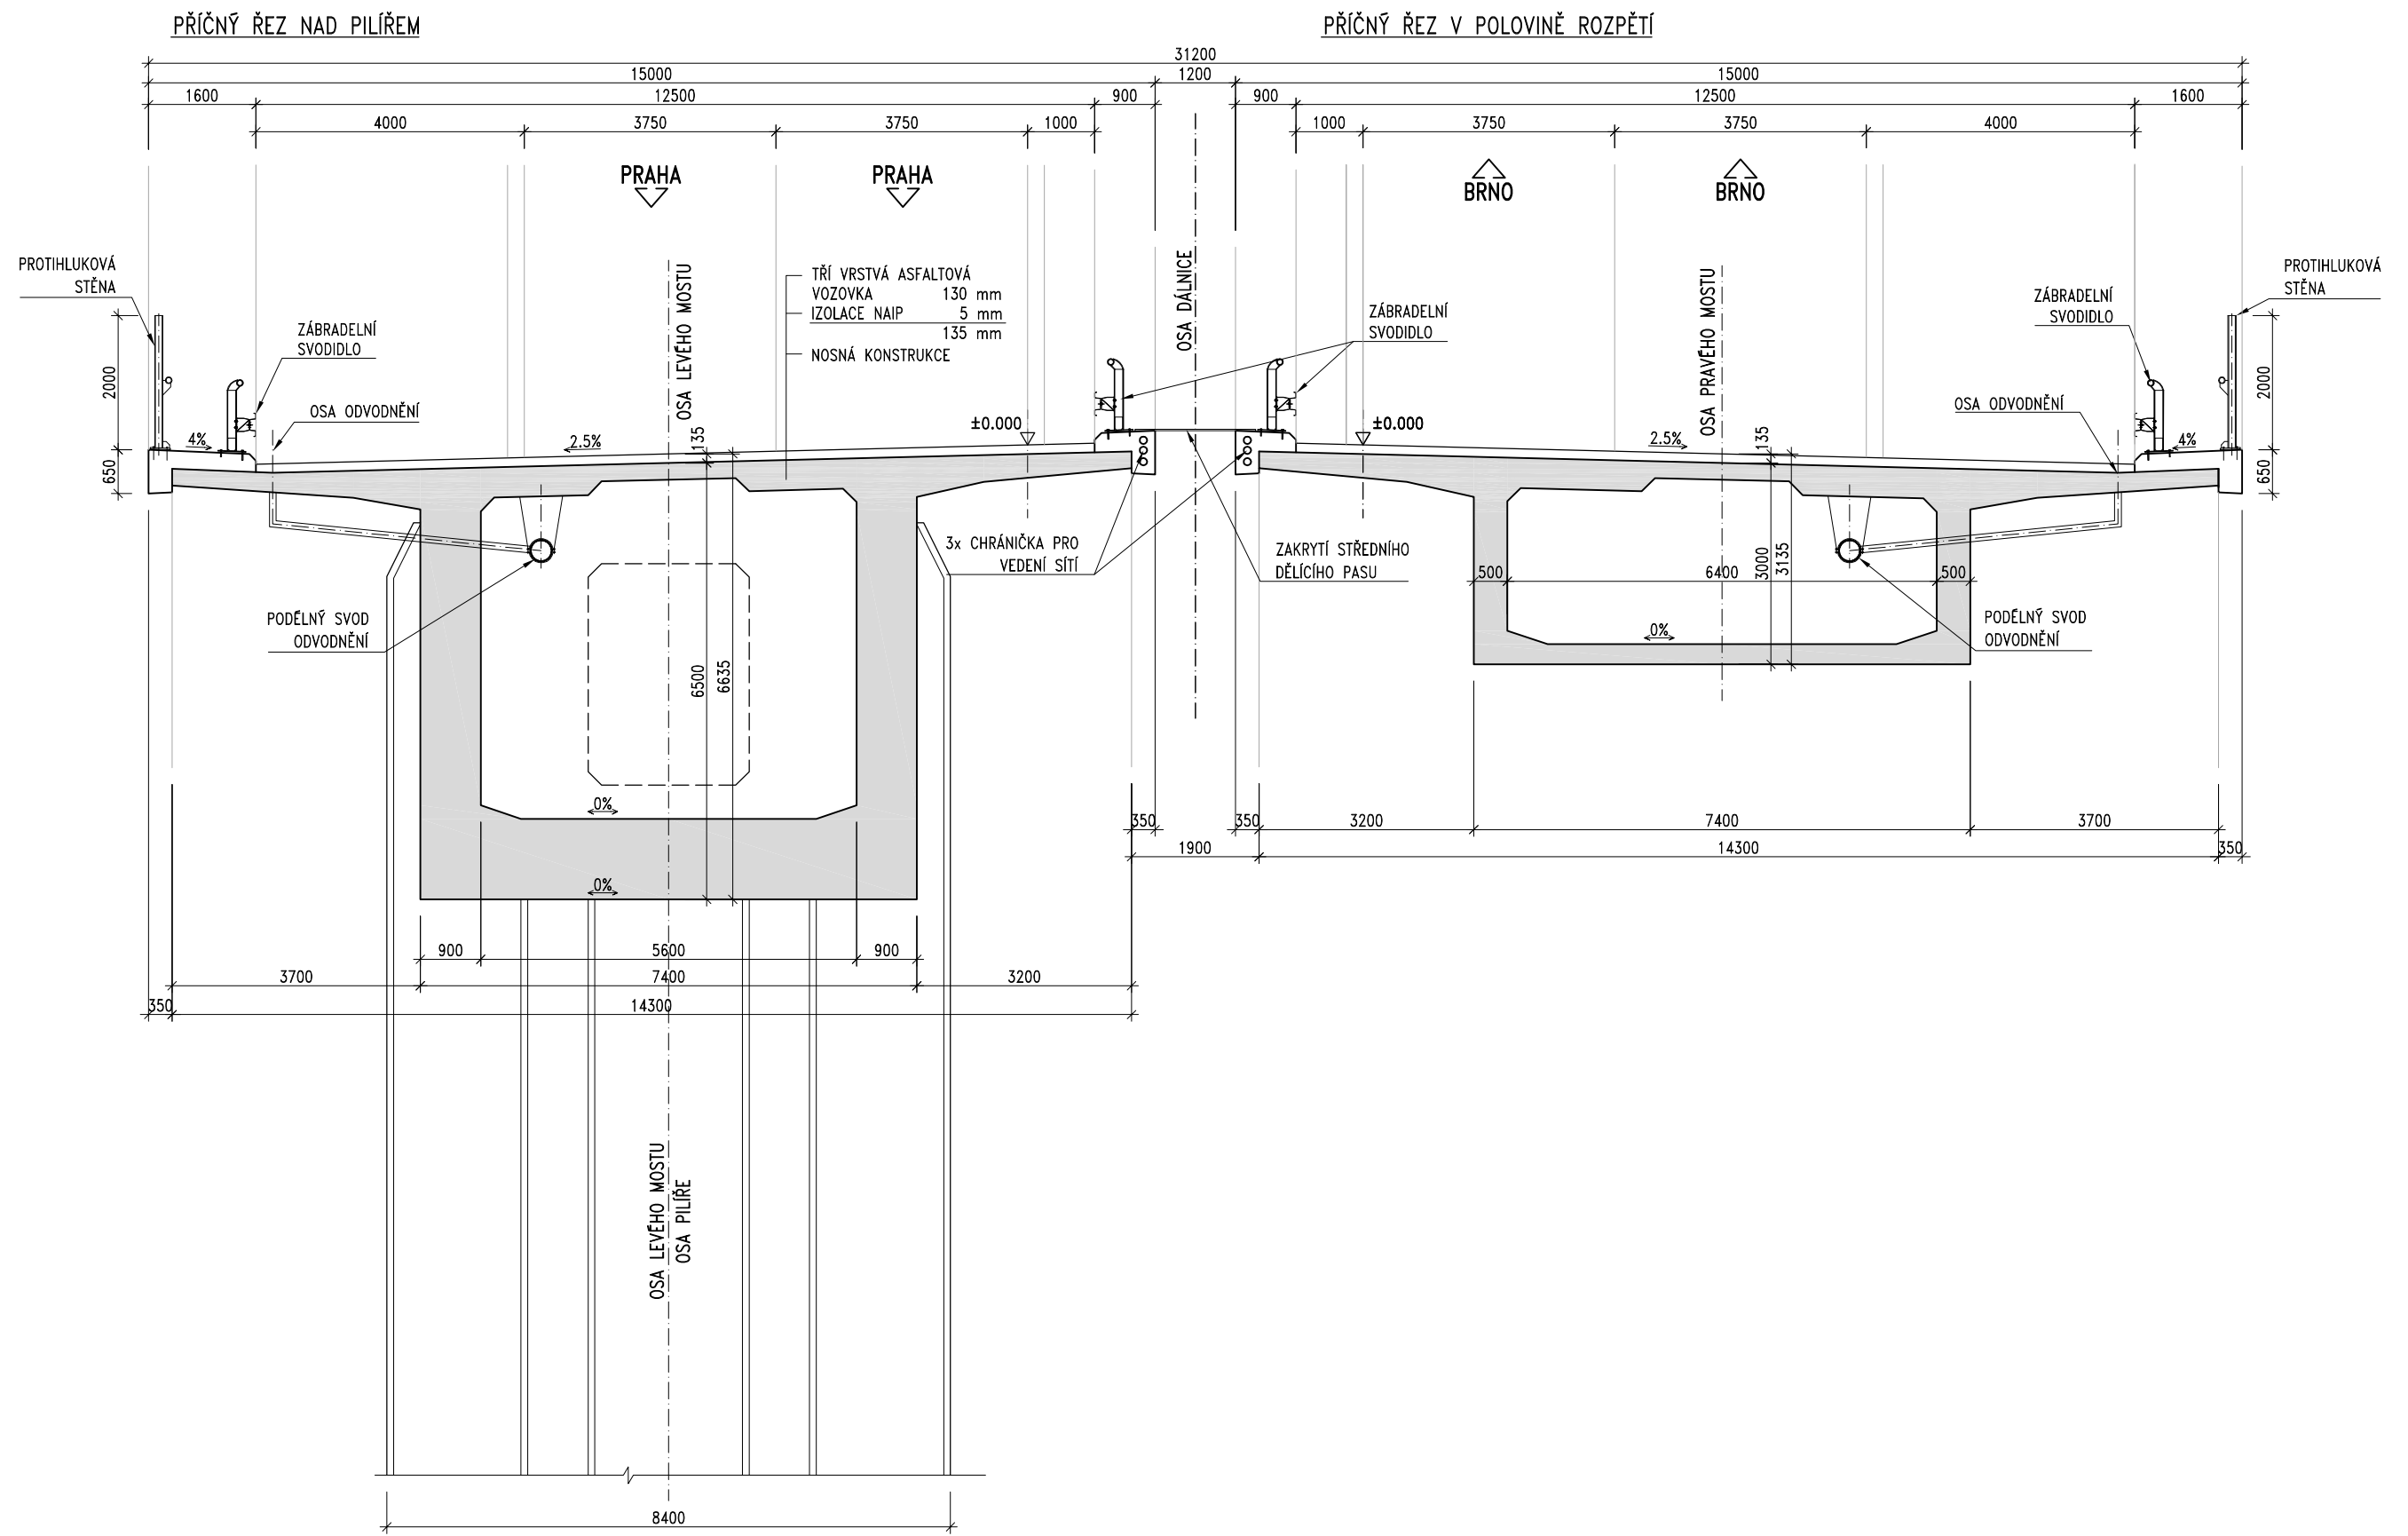 PŘÍČNÝ ŘEZ NAD PILÍŘEM
PŘÍČNÝ ŘEZ V POLOVINĚ ROZPĚTÍ
31200
15000
1200
15000
1600
12500
900
900
12500
1600
4000
3750
3750
1000
1000
3750
3750
4000
PRAHA
PRAHA
BRNO
BRNO
PROTIHLUKOVÁ
STĚNA
ZÁBRADELNÍ
SVODIDLO
OSA ODVODNĚNÍ
2000
650
4%
2.5%
OSA LEVÉHO MOSTU
135
TŘÍ VRSTVÁ ASFALTOVÁ
VOZOVKA 130 mm
IZOLACE NAIP 5 mm
135 mm
NOSNÁ KONSTRUKCE
±0.000
OSA DÁLNICE
ZÁBRADELNÍ
SVODIDLO
±0.000
2.5%
OSA PRAVÉHO MOSTU
135
OSA ODVODNĚNÍ
ZÁBRADELNÍ
SVODIDLO
PROTIHLUKOVÁ
STĚNA
4%
2000
650
3x CHRÁNIČKA PRO
VEDENÍ SÍTÍ
ZAKRYTÍ STŘEDNÍHO
DĚLÍCÍHO PASU
PODÉLNÝ SVOD
ODVODNĚNÍ
6500
6635
0%
0%
500
6400
500
3000
3135
0%
PODÉLNÝ SVOD
ODVODNĚNÍ
350
350
3200
7400
3700
1900
14300
350
900
5600
900
3700
7400
3200
350
14300
OSA LEVÉHO MOSTU
OSA PILÍŘE
8400